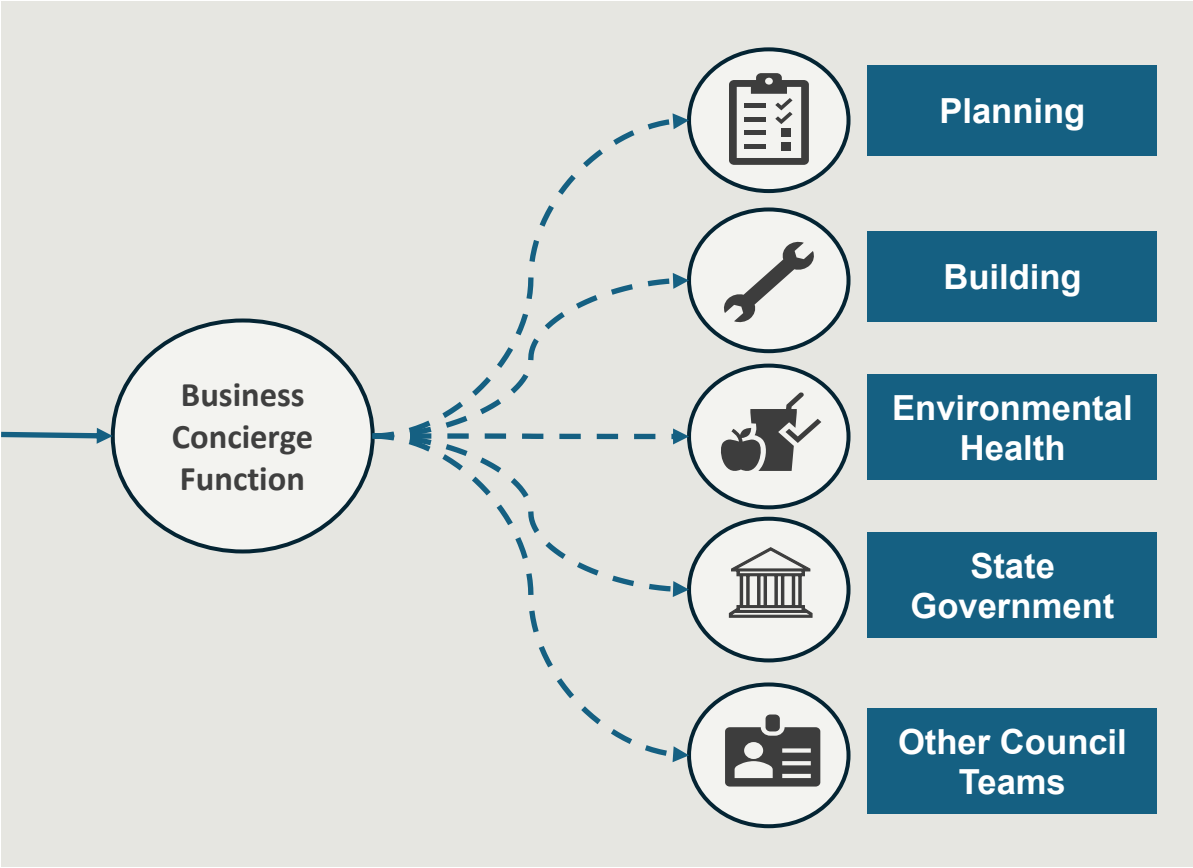 Planning
Building
Business
Concierge
Function
Environmental
Health
State
Government
Other Council
Teams